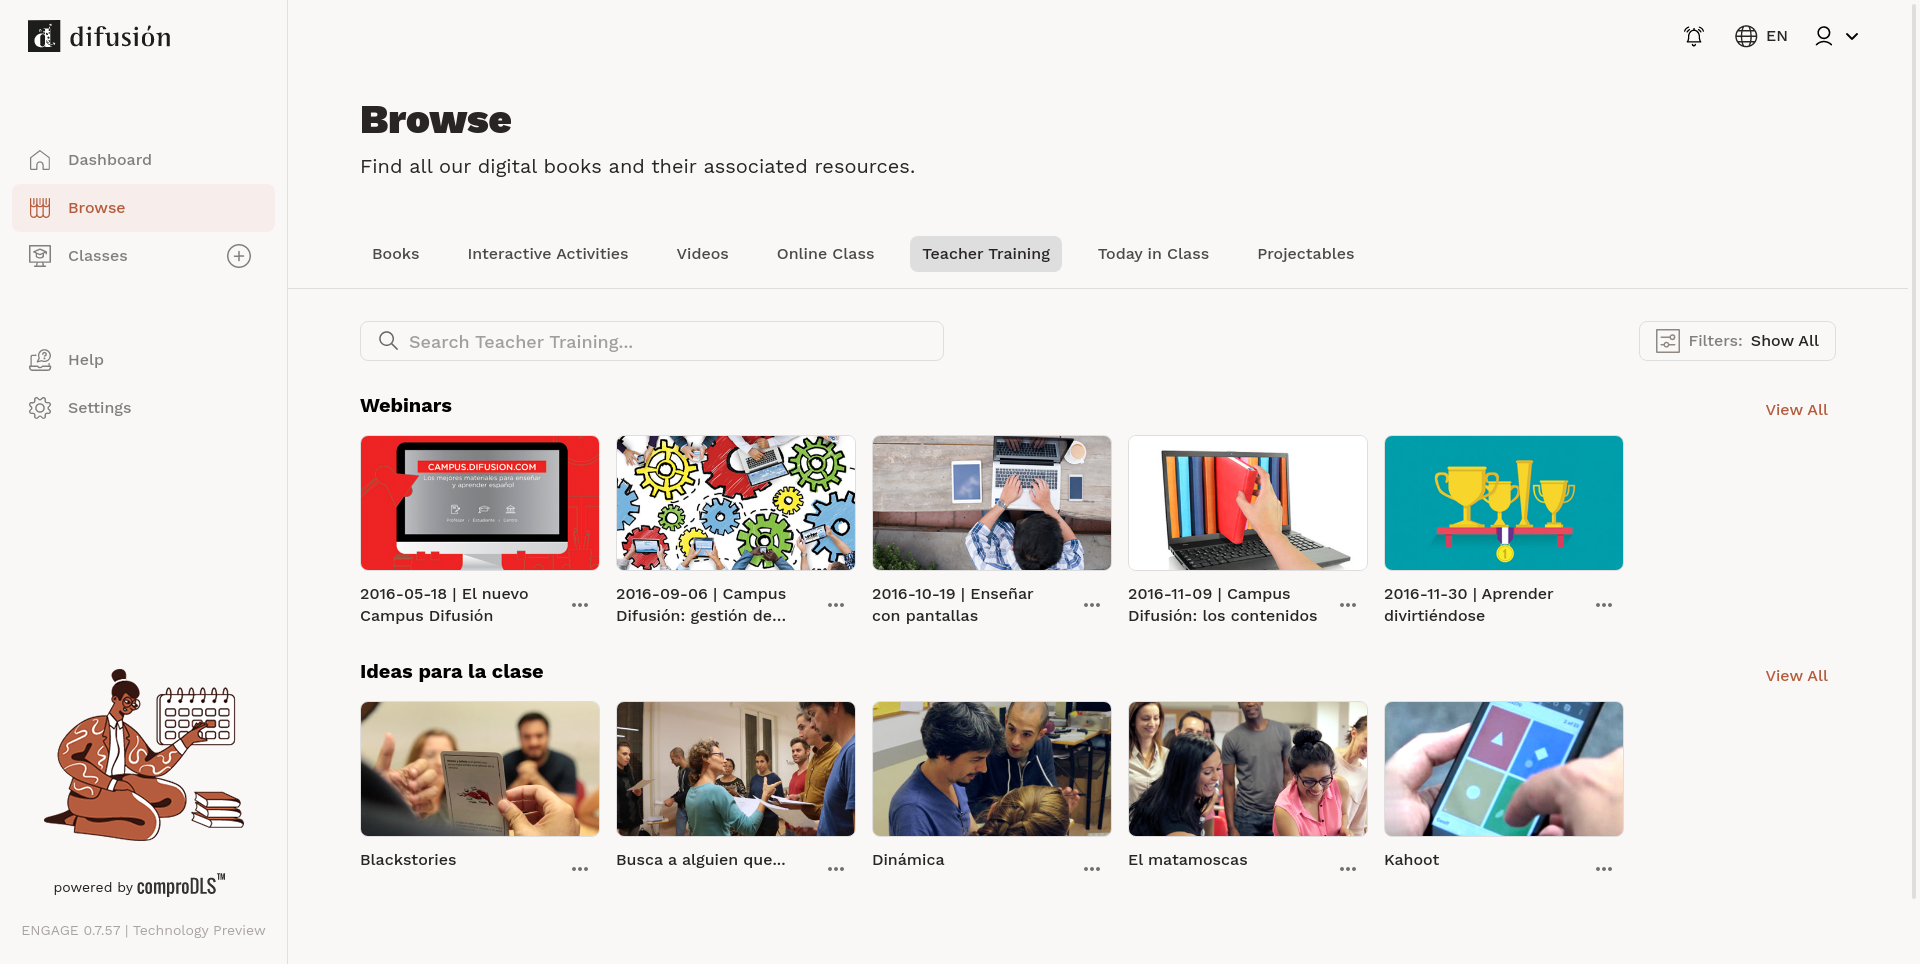 difusión
EN
Browse
Find all our digital books and their associated resources.
Dashboard
Browse
Classes
Help
Settings
Books
Interactive Activities
Videos
Online Class
Teacher Training
Today in Class
Projectables
Search Teacher Training...
Filters: Show All
Webinars
View All
CAMPUS.DIFUSION.COM
Los mejores materiales para enseñar
y aprender español
2016-05-18 | El nuevo
Campus Difusión
2016-09-06 | Campus
Difusión: gestión de...
2016-10-19 | Enseñar
con pantallas
2016-11-09 | Campus
Difusión: los contenidos
1
2016-11-30 | Aprender
divirtiéndose
Ideas para la clase
View All
Blackstories
Busca a alguien que...
Dinámica
El matamoscas
Kahoot
powered by comproDLS™
ENGAGE 0.7.57 | Technology Preview